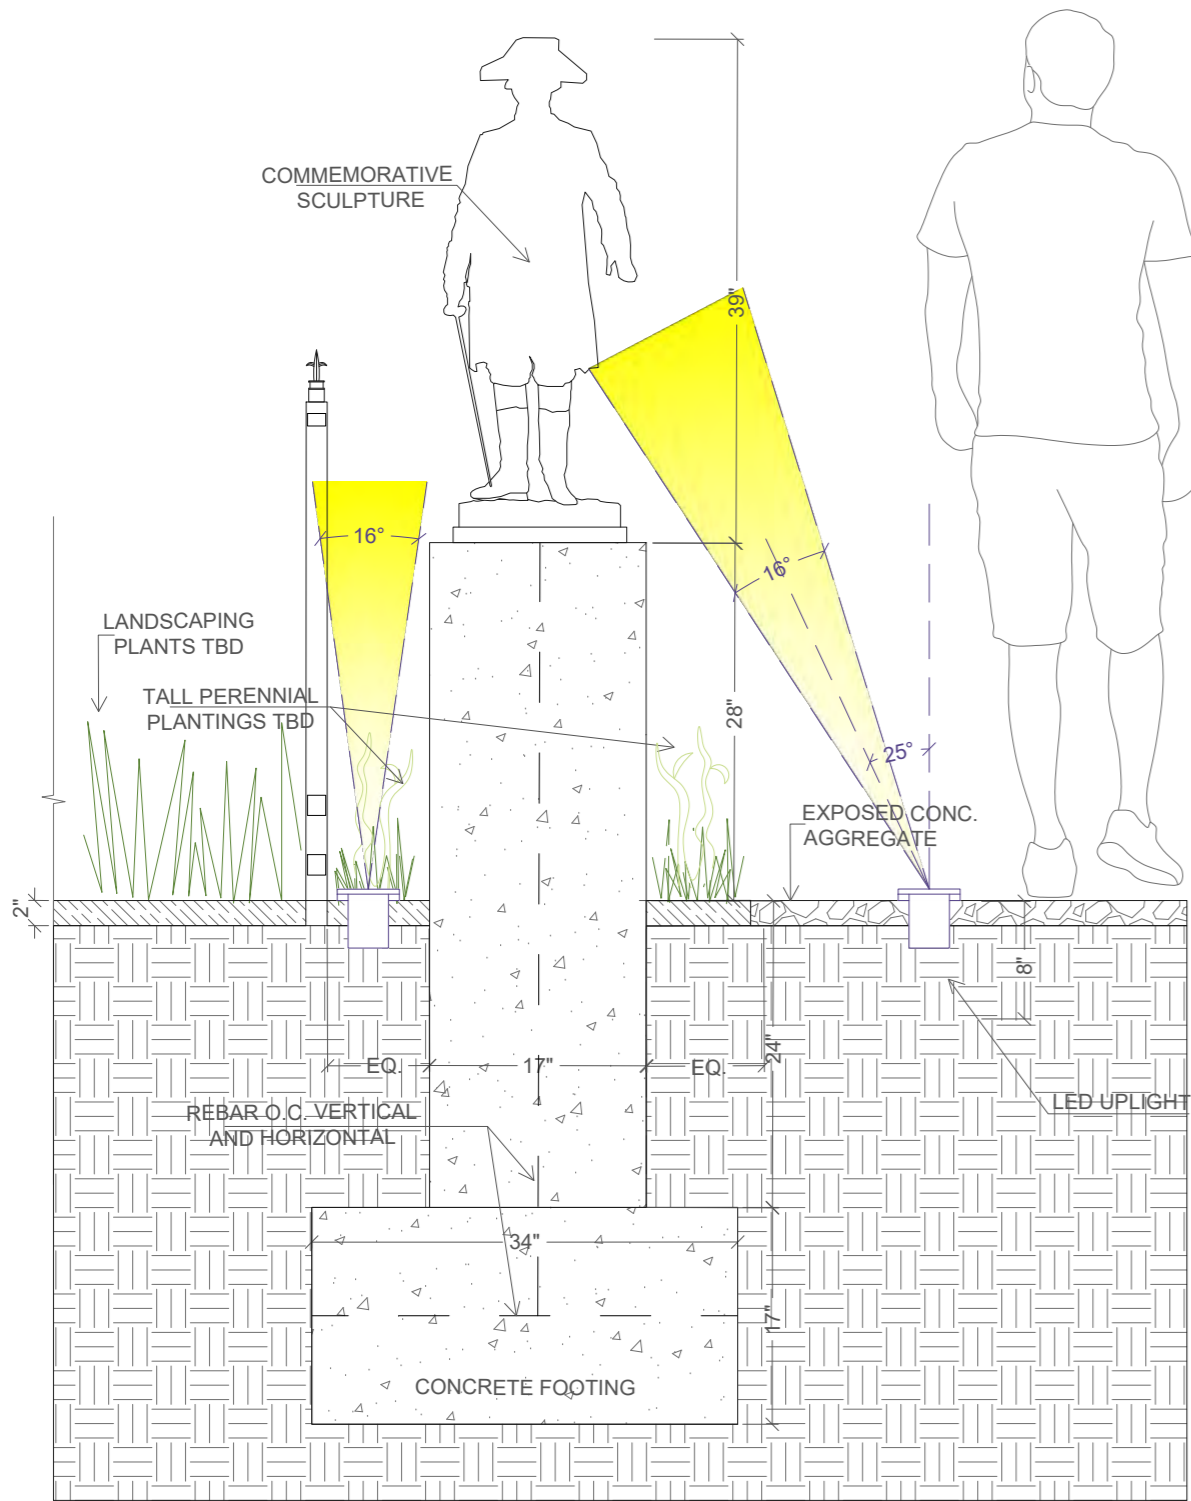 COMMEMORATIVE
SCULPTURE
39"
16°
16°
LANDSCAPING
PLANTS TBD
TALL PERENNIAL
PLANTINGS TBD
28"
25°
EXPOSED CONC.
AGGREGATE
2"
8"
24"
EQ.
17"
EQ.
LED UPLIGHT
REBAR O.C. VERTICAL
AND HORIZONTAL
34"
17"
CONCRETE FOOTING